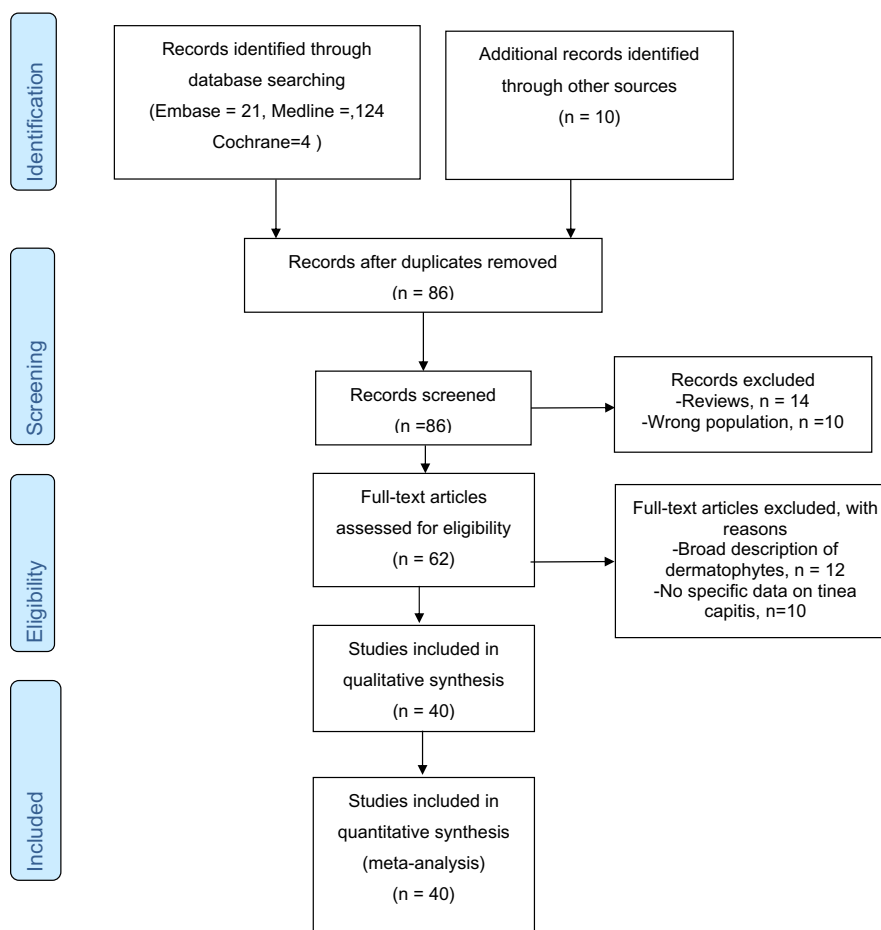 Identification
Records identified through
database searching
(Embase = 21, Medline =,124
Cochrane=4 )
Additional records identified
through other sources
(n = 10)
Screening
Records after duplicates removed
(n = 86)
Records screened
(n =86)
Records excluded
-Reviews, n = 14
-Wrong population, n =10
Eligibility
Full-text articles
assessed for eligibility
(n = 62)
Full-text articles excluded, with
reasons
-Broad description of
dermatophytes, n = 12
-No specific data on tinea
capitis, n=10
Studies included in
qualitative synthesis
(n = 40)
Included
Studies included in
quantitative synthesis
(meta-analysis)
(n = 40)